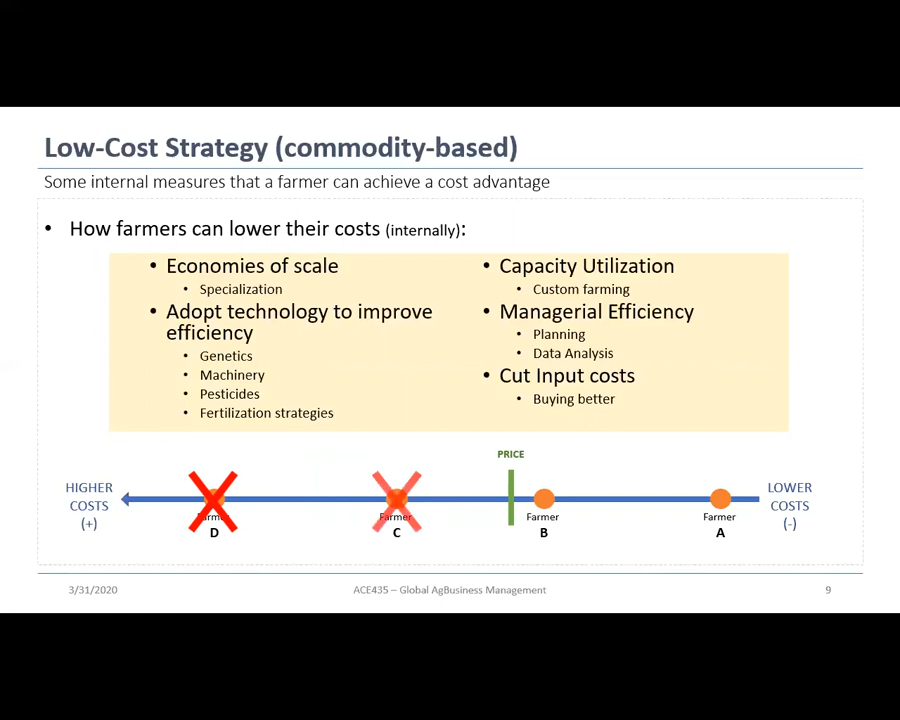 Low-Cost Strategy (commodity-based)
Some internal measures that a farmer can achieve a cost advantage
• How farmers can lower their costs (internally):
• Economies of scale
• Specialization
• Adopt technology to improve
efficiency
• Genetics
• Machinery
• Pesticides
• Fertilization strategies
• Capacity Utilization
• Custom farming
• Managerial Efficiency
• Planning
• Data Analysis
• Cut Input costs
• Buying better
PRICE
HIGHER
COSTS
(+)
Farmer
D
Farmer
C
Farmer
B
Farmer
A
LOWER
COSTS
(-)
3/31/2020
ACE435 – Global AgBusiness Management
9